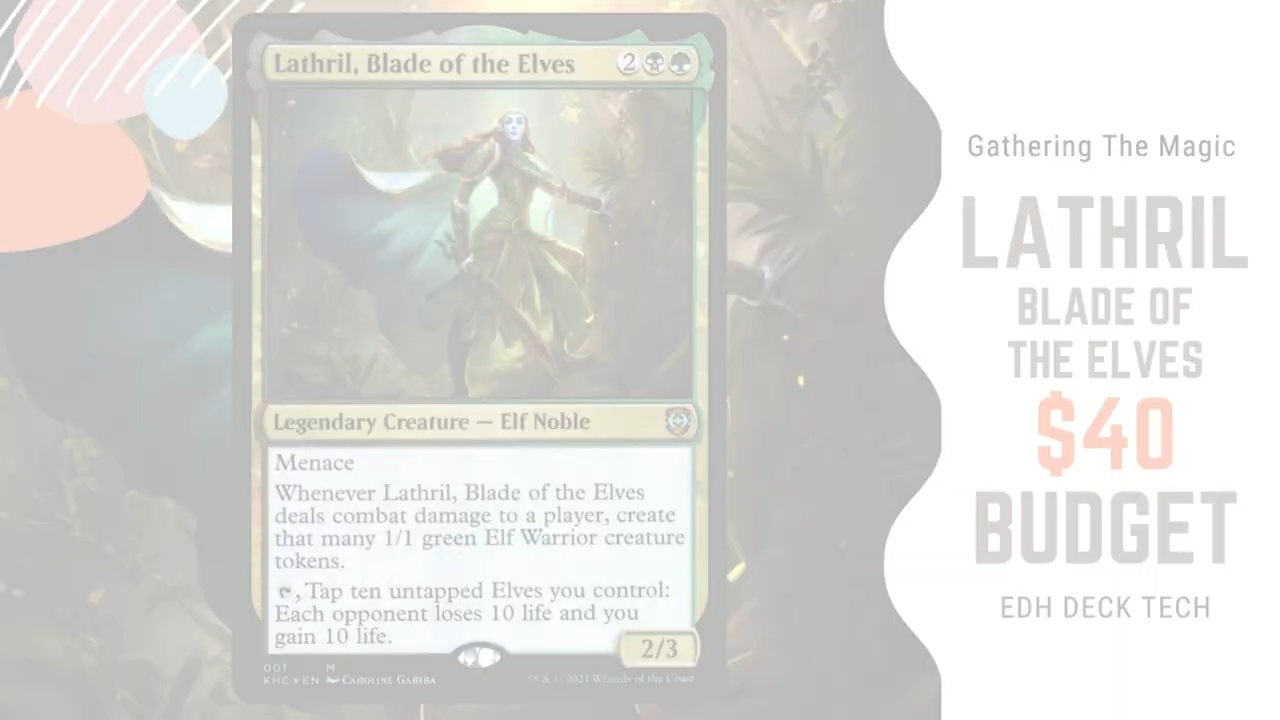 Lathril, Blade of the Elves 2
Legendary Creature — Elf Noble
Menace
Whenever Lathril, Blade of the Elves
deals combat damage to a player, create
that many 1/1 green Elf Warrior creature
tokens.
, Tap ten untapped Elves you control:
Each opponent loses 10 life and you
gain 10 life.
2/3
001 M
KHC EN CAROLINE GARIBA
™ & © 2021 Wizards of the Coast
Gathering The Magic
LATHRIL
BLADE OF
THE ELVES
$40
BUDGET
EDH DECK TECH